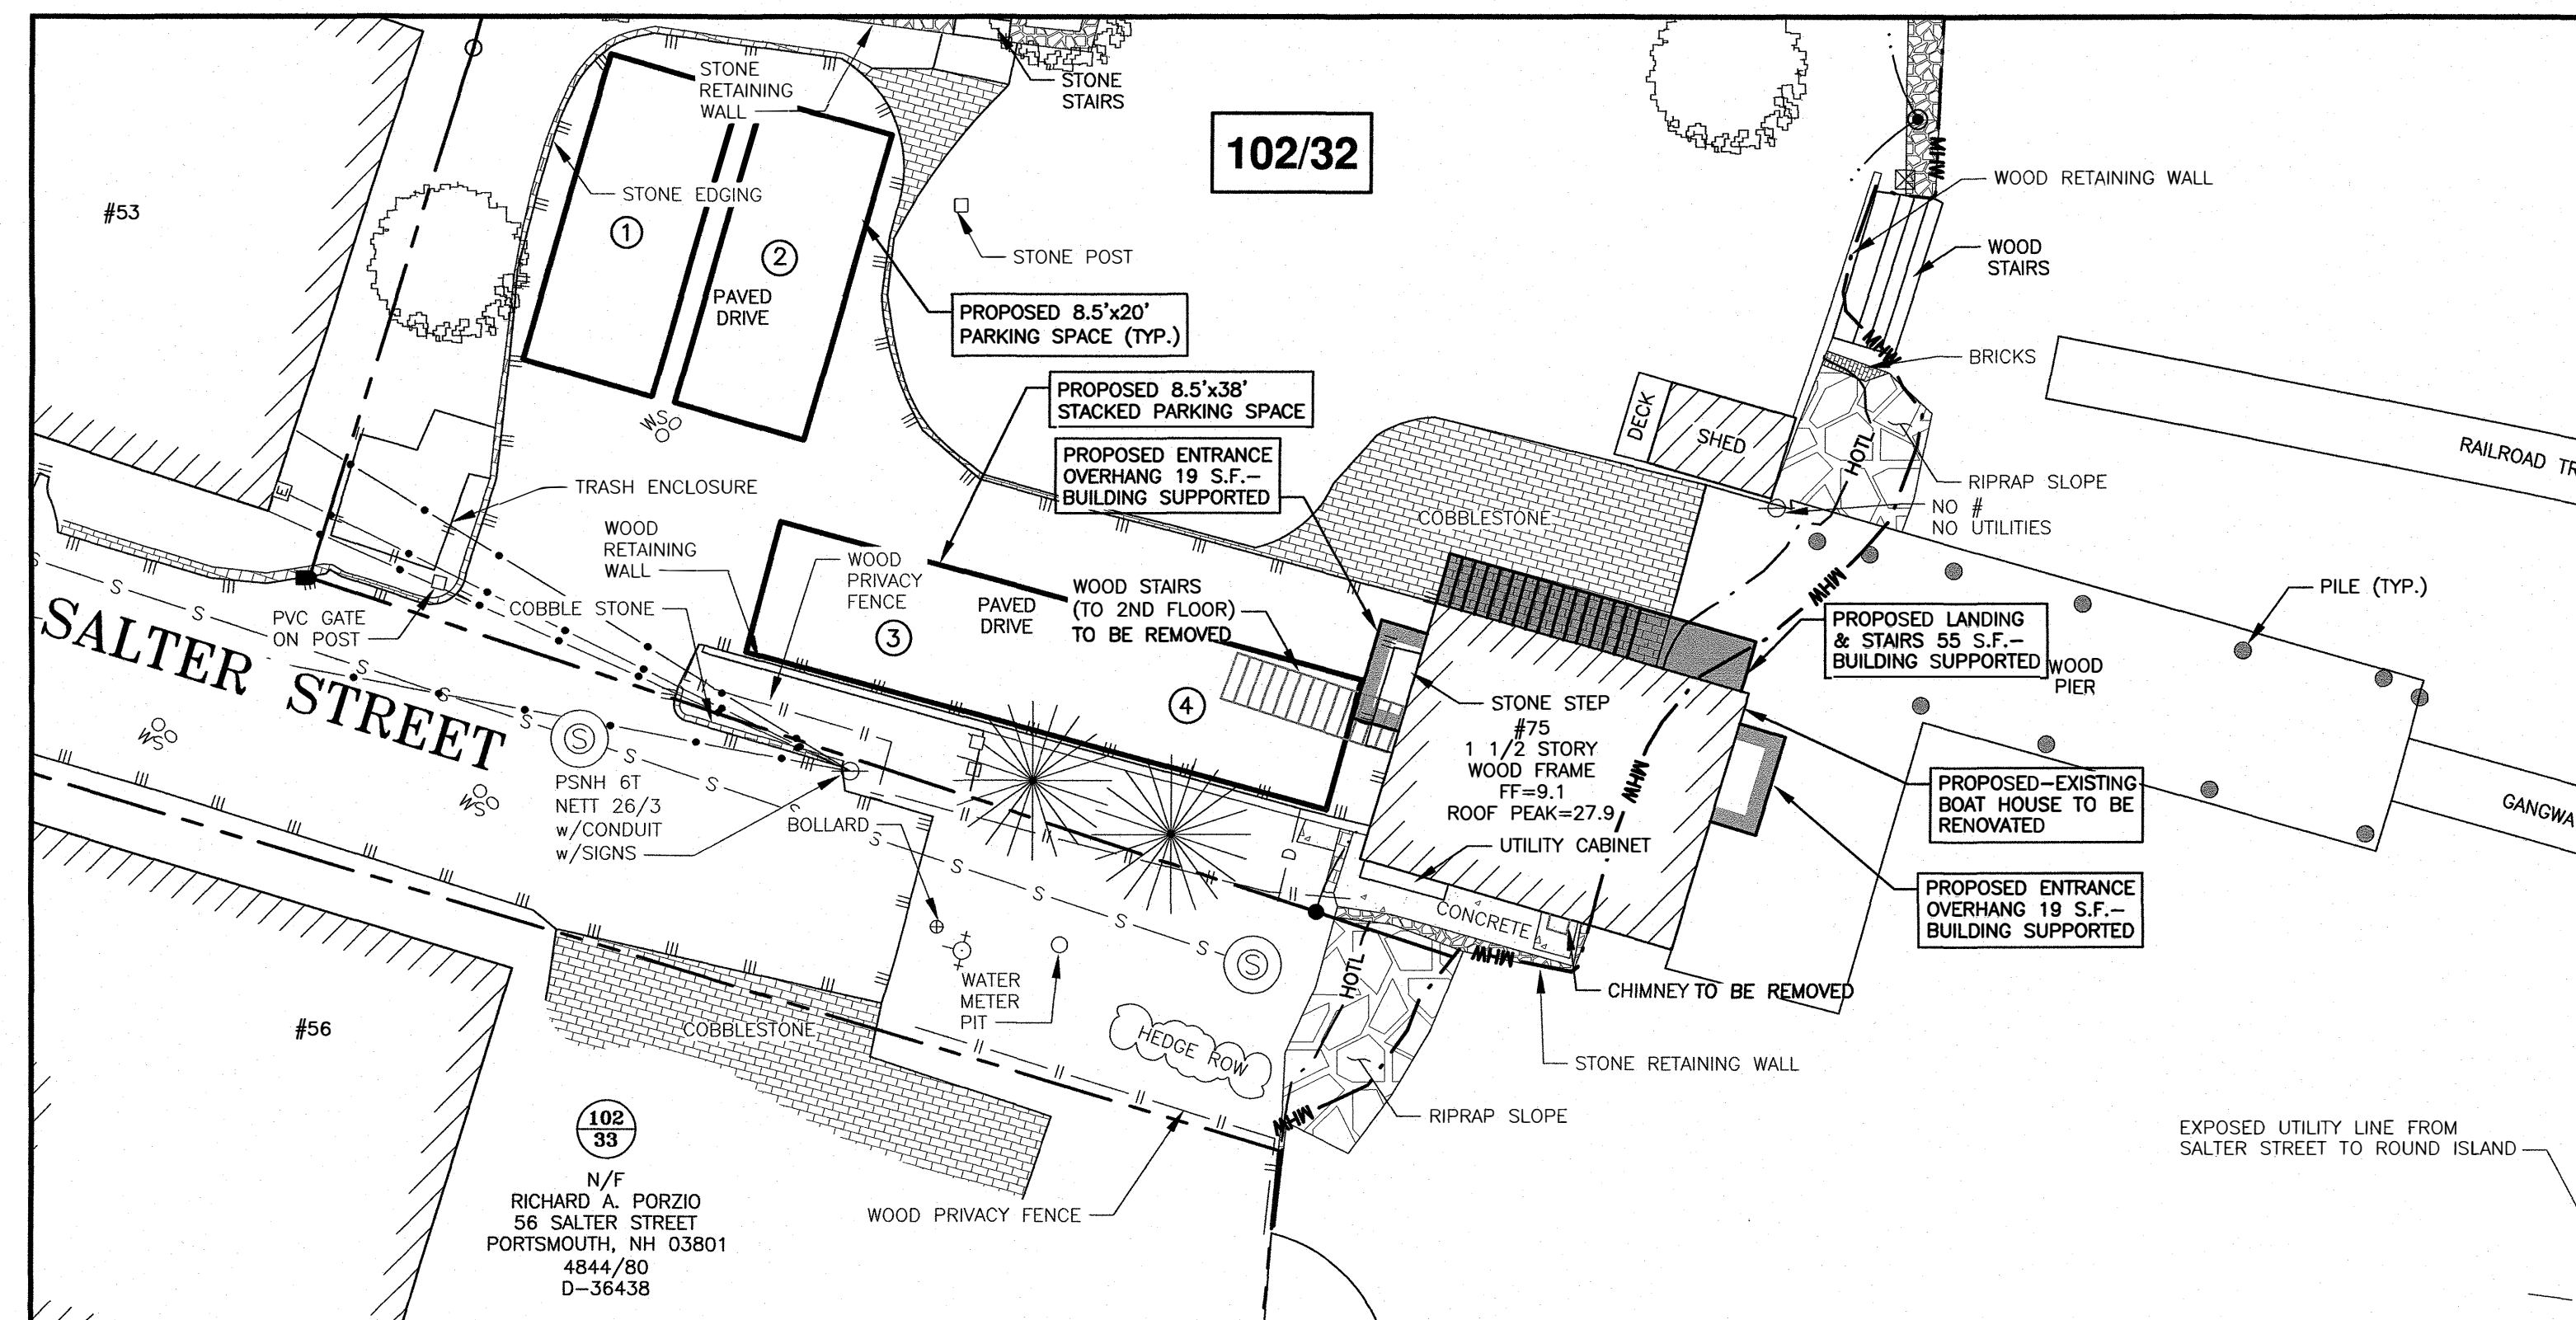 STONE
RETAINING
WALL
STONE
STAIRS
102/32
MHW
WOOD RETAINING WALL
#53
STONE EDGING
1
2
STONE POST
WOOD
STAIRS
PAVED
DRIVE
PROPOSED 8.5'x20'
PARKING SPACE (TYP.)
MHW
BRICKS
PROPOSED 8.5'x38'
STACKED PARKING SPACE
WSO
DECK
SHED
HOTL
RAILROAD TR
PROPOSED ENTRANCE
OVERHANG 19 S.F.-
BUILDING SUPPORTED
RIPRAP SLOPE
E
TRASH ENCLOSURE
NO #
NO UTILITIES
COBBLESTONE
WOOD
RETAINING
WALL
WOOD
PRIVACY
FENCE
WOOD STAIRS
(TO 2ND FLOOR)
TO BE REMOVED
MHW
PILE (TYP.)
PAVED
DRIVE
COBBLE STONE
PVC GATE
ON POST
3
PROPOSED LANDING
& STAIRS 55 S.F.-
BUILDING SUPPORTED
WOOD
PIER
SALTER STREET
S
S
S
S
S
S
S
S
S
S
S
S
4
STONE STEP
#75
1 1/2 STORY
WOOD FRAME
FF=9.1
ROOF PEAK=27.9
MHW
WSO
WSO
PSNH 6T
NETT 26/3
w/CONDUIT
w/SIGNS
BOLLARD
UTILITY CABINET
PROPOSED-EXISTING
BOAT HOUSE TO BE
RENOVATED
GANGWA
D
PROPOSED ENTRANCE
OVERHANG 19 S.F.-
BUILDING SUPPORTED
CONCRETE
MHW
S
HOTL
WATER
METER
PIT
CHIMNEY TO BE REMOVED
#56
COBBLESTONE
HEDGE ROW
STONE RETAINING WALL
MHW
RIPRAP SLOPE
102
33
N/F
RICHARD A. PORZIO
56 SALTER STREET
PORTSMOUTH, NH 03801
4844/80
D-36438
WOOD PRIVACY FENCE
EXPOSED UTILITY LINE FROM
SALTER STREET TO ROUND ISLAND